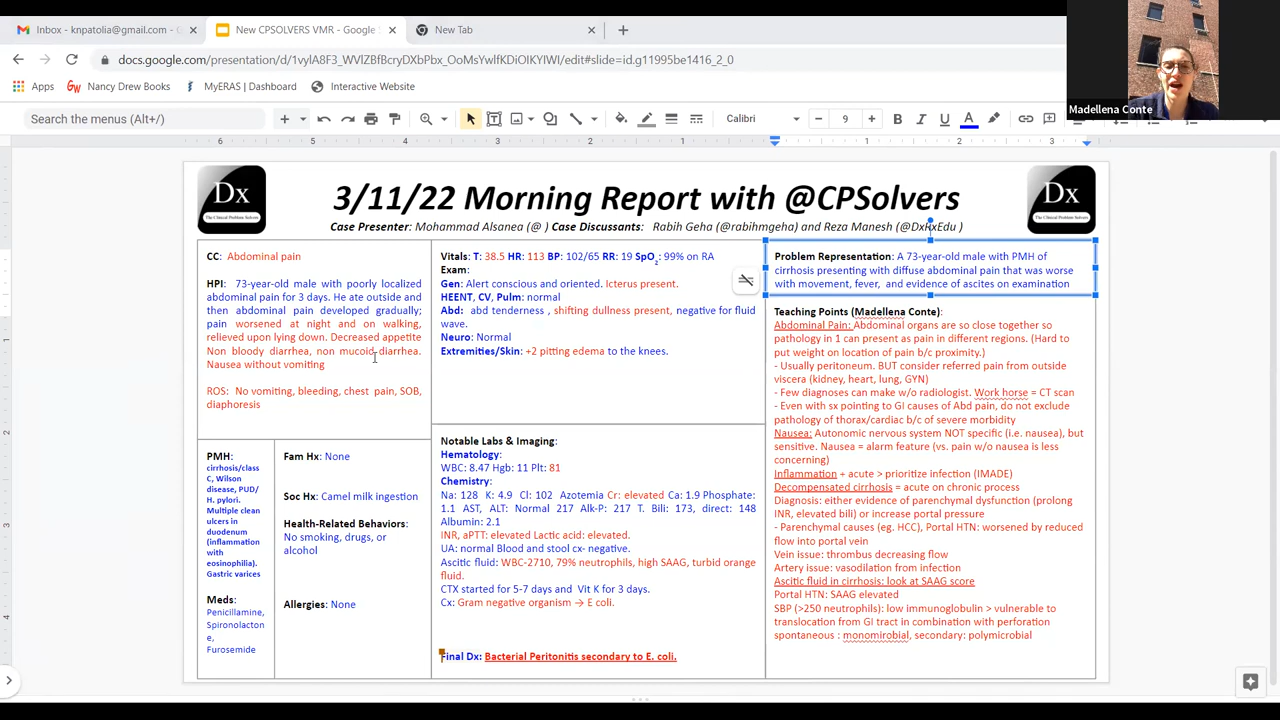 Inbox - knpatolia@gmail.com -
New CPSOLVERS VMR - Google
New Tab
docs.google.com/presentation/d/1vylA8F3_WVlZBfBcryDXbPbx_OoMsYwlfKDiOIKYIWI/edit#slide=id.g11995be1416_2_0
Apps
Nancy Drew Books
MyERAS | Dashboard
Interactive Website
Madellena Conte
Search the menus (Alt+/)
Calibri
9
Dx
The Clinical Problem Solvers
3/11/22 Morning Report with @CPSolvers
Case Presenter: Mohammad Alsanea (@ ) Case Discussants: Rabih Geha (@rabihmgeha) and Reza Manesh (@DxRxEdu )
Dx
The Clinical Problem Solvers
CC: Abdominal pain
HPI: 73-year-old male with poorly localized
abdominal pain for 3 days. He ate outside and
then abdominal pain developed gradually;
pain worsened at night and on walking,
relieved upon lying down. Decreased appetite
Non bloody diarrhea, non mucoid diarrhea.
Nausea without vomiting
ROS: No vomiting, bleeding, chest pain, SOB,
diaphoresis
PMH:
cirrhosis/class
C, Wilson
disease, PUD/
H. pylori.
Multiple clean
ulcers in
duodenum
(inflammation
with
eosinophilia).
Gastric varices
Meds:
Penicillamine,
Spironolacton
e,
Furosemide
Fam Hx: None
Soc Hx: Camel milk ingestion
Health-Related Behaviors:
No smoking, drugs, or
alcohol
Allergies: None
Vitals: T: 38.5 HR: 113 BP: 102/65 RR: 19 SpO2: 99% on RA
Exam:
Gen: Alert conscious and oriented. Icterus present.
HEENT, CV, Pulm: normal
Abd: abd tenderness , shifting dullness present, negative for fluid
wave.
Neuro: Normal
Extremities/Skin: +2 pitting edema to the knees.
Notable Labs & Imaging:
Hematology:
WBC: 8.47 Hgb: 11 Plt: 81
Chemistry:
Na: 128 K: 4.9 Cl: 102 Azotemia Cr: elevated Ca: 1.9 Phosphate:
1.1 AST, ALT: Normal 217 Alk-P: 217 T. Bili: 173, direct: 148
Albumin: 2.1
INR, aPTT: elevated Lactic acid: elevated.
UA: normal Blood and stool cx- negative.
Ascitic fluid: WBC-2710, 79% neutrophils, high SAAG, turbid orange
fluid.
CTX started for 5-7 days and Vit K for 3 days.
Cx: Gram negative organism → E coli.
Final Dx: Bacterial Peritonitis secondary to E. coli.
Problem Representation: A 73-year-old male with PMH of
cirrhosis presenting with diffuse abdominal pain that was worse
with movement, fever, and evidence of ascites on examination
Teaching Points (Madellena Conte):
Abdominal Pain: Abdominal organs are so close together so
pathology in 1 can present as pain in different regions. (Hard to
put weight on location of pain b/c proximity.)
- Usually peritoneum. BUT consider referred pain from outside
viscera (kidney, heart, lung, GYN)
- Few diagnoses can make w/o radiologist. Work horse = CT scan
- Even with sx pointing to GI causes of Abd pain, do not exclude
pathology of thorax/cardiac b/c of severe morbidity
Nausea: Autonomic nervous system NOT specific (i.e. nausea), but
sensitive. Nausea = alarm feature (vs. pain w/o nausea is less
concerning)
Inflammation + acute > prioritize infection (IMADE)
Decompensated cirrhosis = acute on chronic process
Diagnosis: either evidence of parenchymal dysfunction (prolong
INR, elevated bili) or increase portal pressure
- Parenchymal causes (eg. HCC), Portal HTN: worsened by reduced
flow into portal vein
Vein issue: thrombus decreasing flow
Artery issue: vasodilation from infection
Ascitic fluid in cirrhosis: look at SAAG score
Portal HTN: SAAG elevated
SBP (>250 neutrophils): low immunoglobulin > vulnerable to
translocation from GI tract in combination with perforation
spontaneous : monomirobial, secondary: polymicrobial